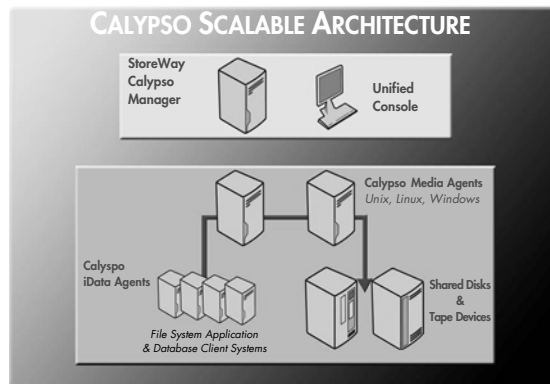 CALYPSO SCALABLE ARCHITECTURE
StoreWay
Calypso
Manager
Unified
Console
Calypso Media Agents
Unix, Linux, Windows
Calyspo
iData Agents
Shared Disks
&
Tape Devices
File System Application
& Database Client Systems